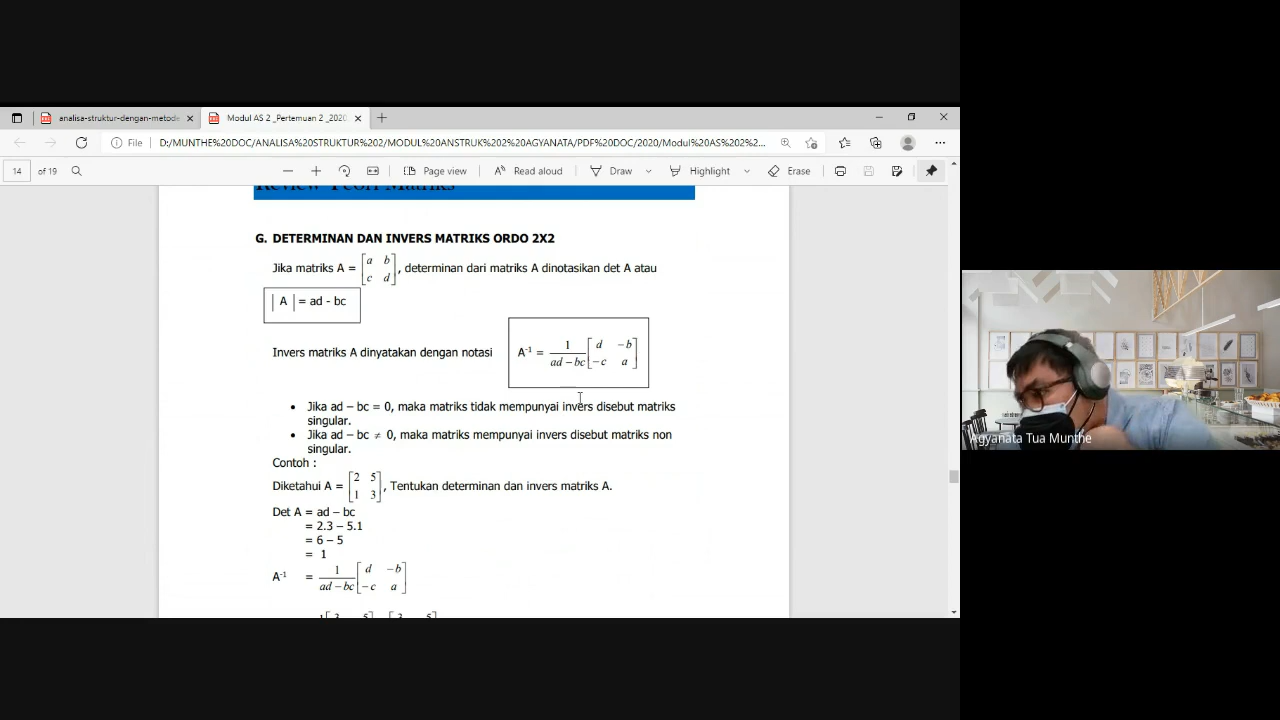 analisa-struktur-dengan-metode
Modul AS 2 _Pertemuan 2 _2020
File
D:/MUNTHE%20DOC/ANALISA%20STRUKTUR%202/MODUL%20ANSTRUK%202%20AGYANATA/PDF%20DOC/2020/Modul%20AS%202%...
14 of 19
Page view
Read aloud
Draw
Highlight
Erase
Review Teori Matriks
G. DETERMINAN DAN INVERS MATRIKS ORDO 2X2
Jika matriks A = [a b; c d], determinan dari matriks A dinotasikan det A atau
| A | = ad - bc
Invers matriks A dinyatakan dengan notasi A⁻¹ = 1/(ad – bc) [d –b; –c a]
• Jika ad – bc = 0, maka matriks tidak mempunyai invers disebut matriks
singular.
• Jika ad – bc ≠ 0, maka matriks mempunyai invers disebut matriks non
singular.
Contoh :
Diketahui A = [2 5; 1 3], Tentukan determinan dan invers matriks A.
Det A = ad – bc
= 2.3 – 5.1
= 6 – 5
= 1
A⁻¹ = 1/(ad – bc) [d –b; –c a]
Agyanata Tua Munthe